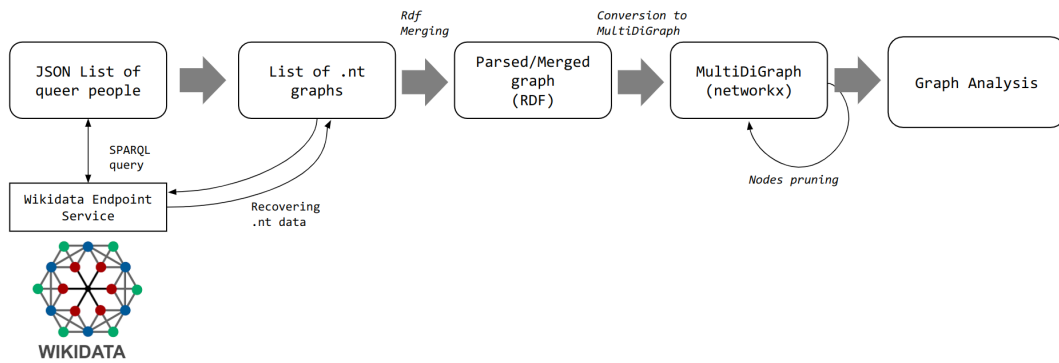 Rdf
Merging
Conversion to
MultiDiGraph
JSON List of
queer people
List of .nt
graphs
Parsed/Merged
graph
(RDF)
MultiDiGraph
(networkx)
Graph Analysis
SPARQL
query
Nodes pruning
Wikidata Endpoint
Service
Recovering
.nt data
WIKIDATA